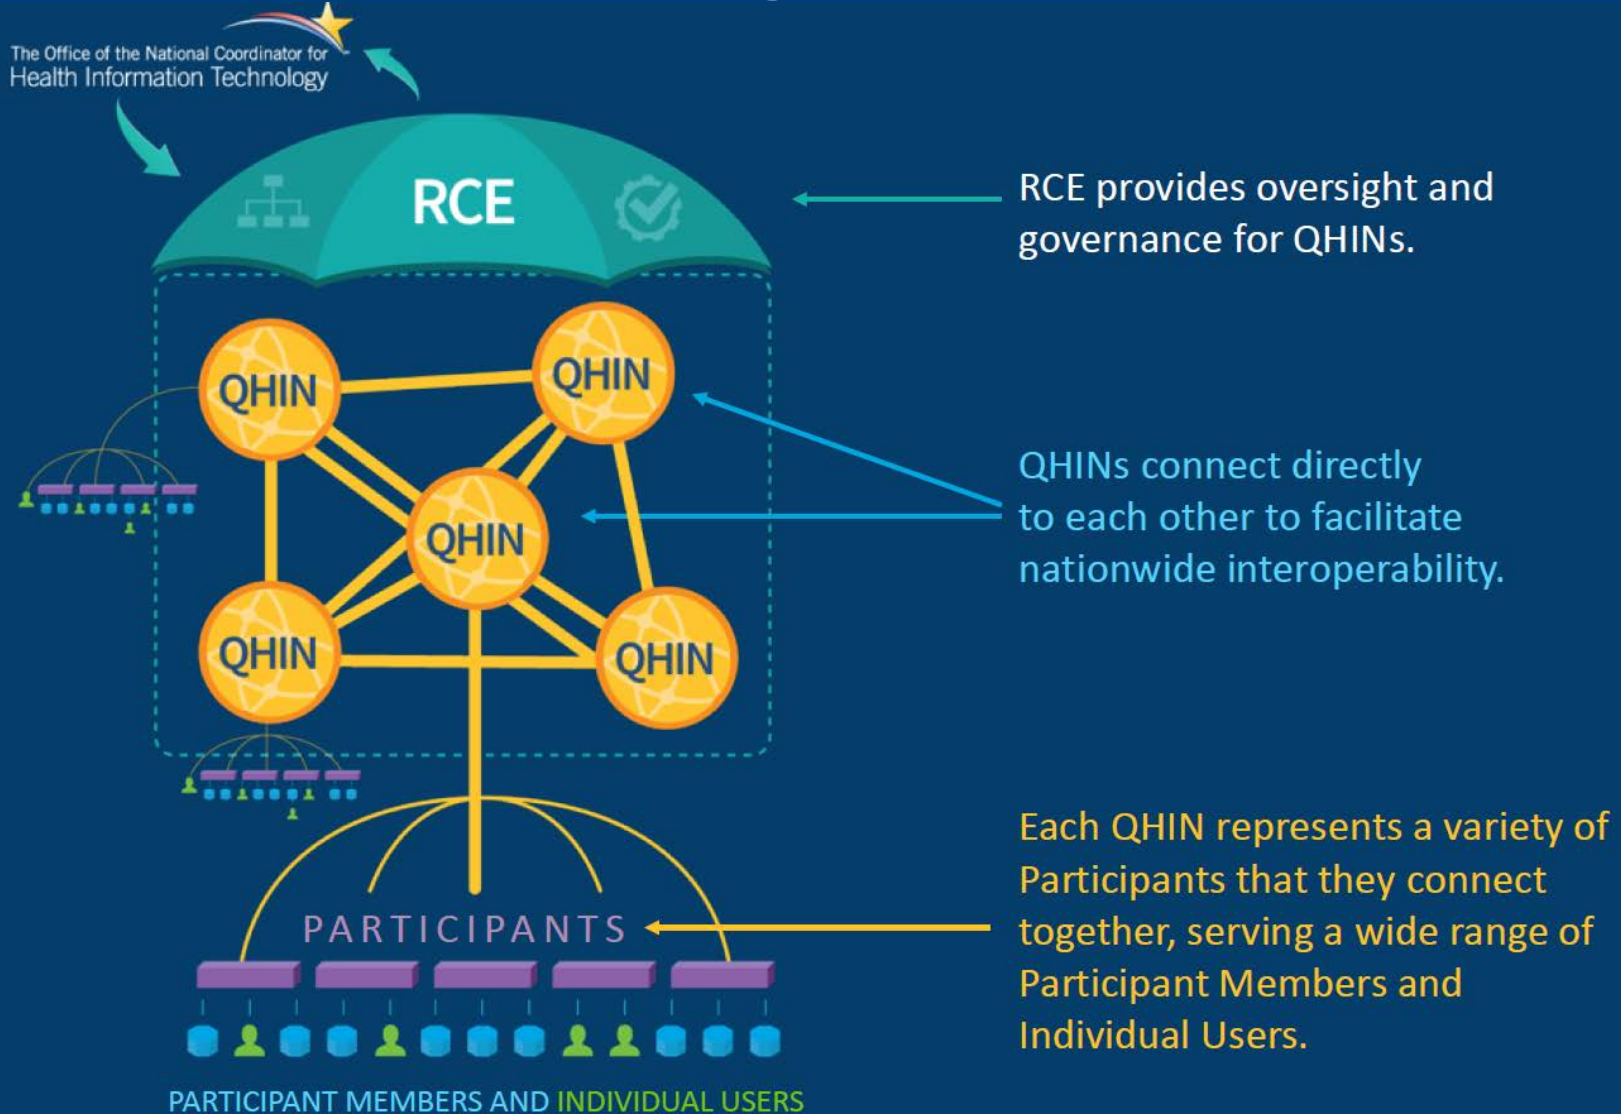 The Office of the National Coordinator for
Health Information Technology
RCE
RCE provides oversight and
governance for QHINs.
QHIN
QHIN
QHIN
QHIN
QHIN
QHINs connect directly
to each other to facilitate
nationwide interoperability.
Each QHIN represents a variety of
Participants that they connect
together, serving a wide range of
Participant Members and
Individual Users.
PARTICIPANTS
PARTICIPANT MEMBERS AND INDIVIDUAL USERS